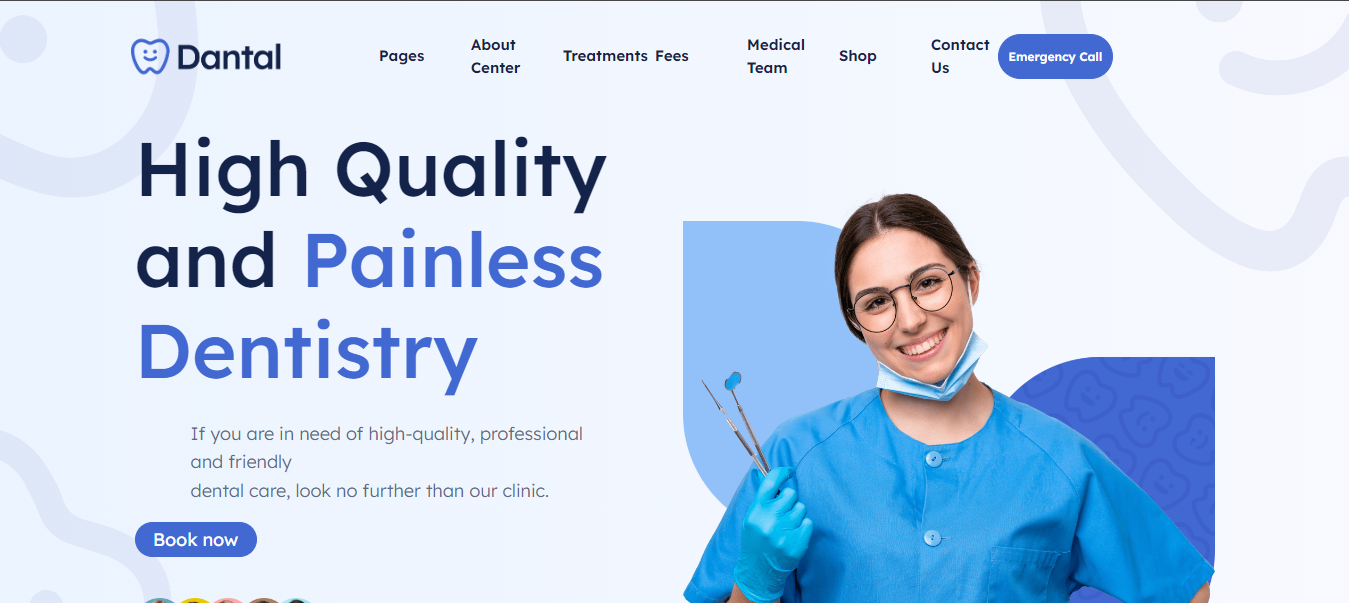 Dantal
Pages
About
Center
Treatments
Fees
Medical
Team
Shop
Contact
Us
Emergency Call
High Quality
and Painless
Dentistry
If you are in need of high-quality, professional
and friendly
dental care, look no further than our clinic.
Book now